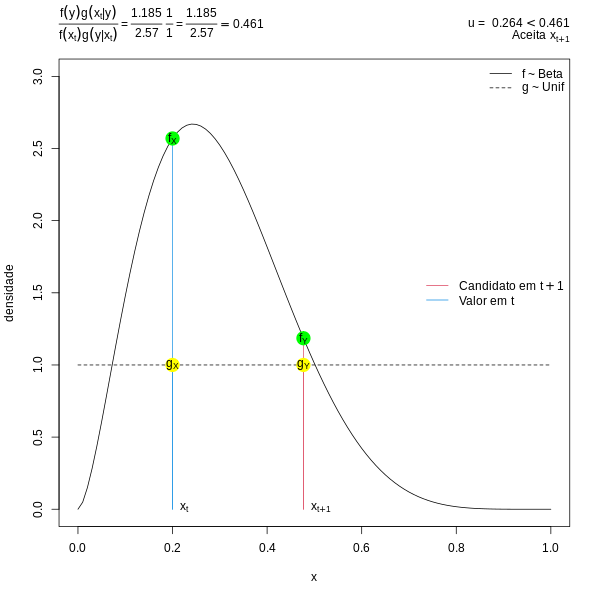 f(y)g(xₜ|y) / f(xₜ)g(y|xₜ) = 1.185 / 2.57 1 / 1 = 1.185 / 2.57 = 0.461
u = 0.264 < 0.461
Aceita xₜ₊₁
f ~ Beta
g ~ Unif
Candidato em t + 1
Valor em t
densidade
3.0
2.5
2.0
1.5
1.0
0.5
0.0
fX
fY
gX
gY
xₜ
xₜ₊₁
0.0 0.2 0.4 0.6 0.8 1.0
x